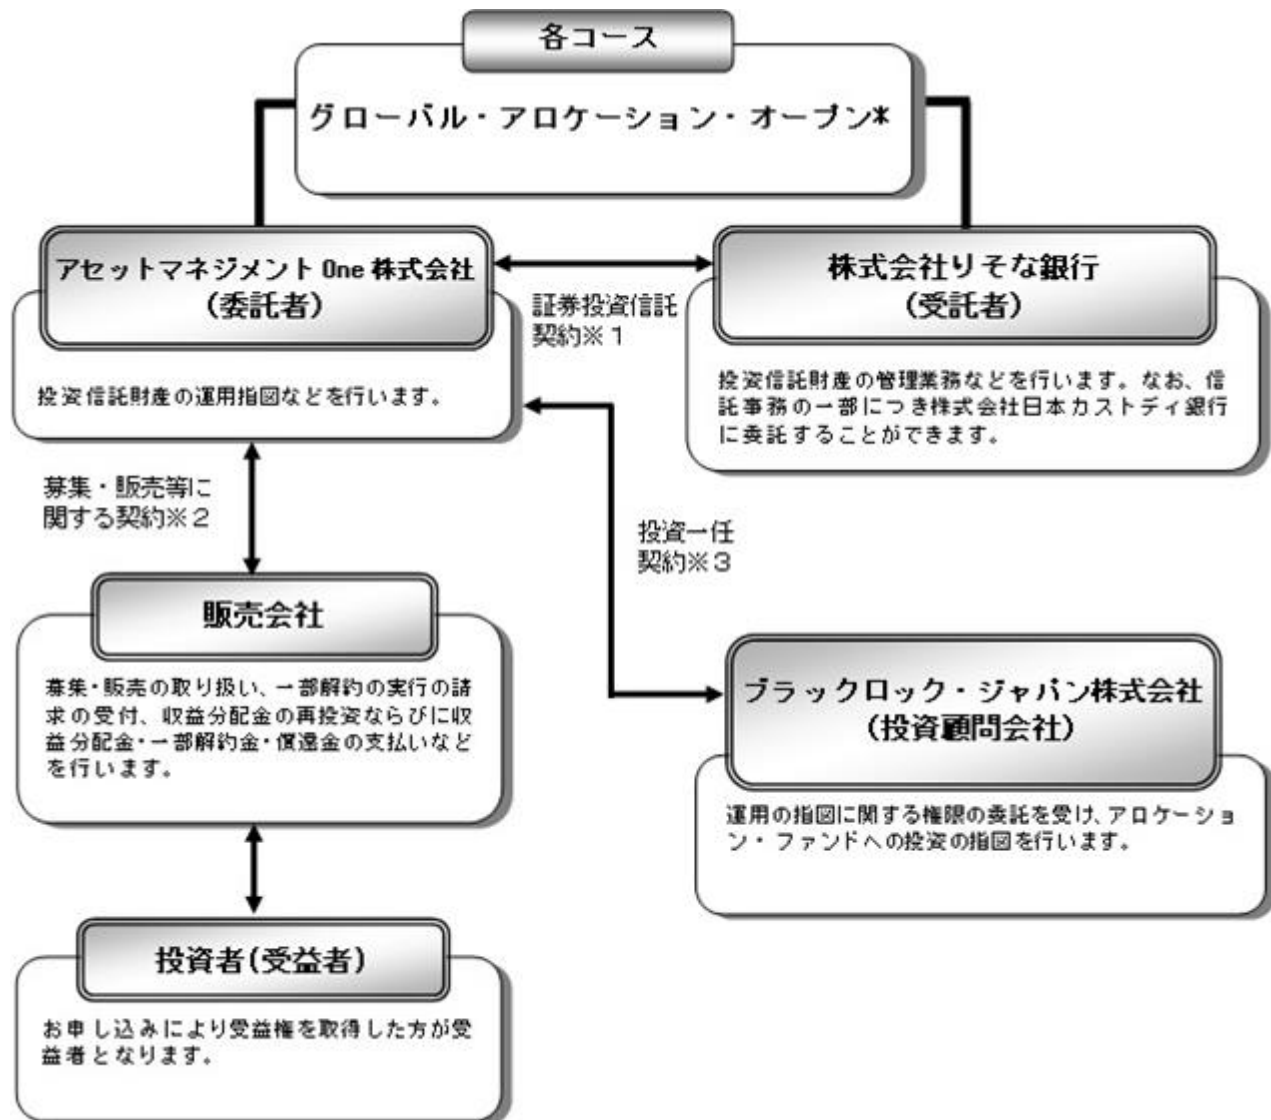 各コース
グローバル・アロケーション・オープン*
アセットマネジメント One 株式会社
(委託者)
投資信託財産の運用指図などを行います。
証券投資信託
契約※1
株式会社りそな銀行
(受託者)
投資信託財産の管理業務などを行います。なお、信
託事務の一部につき株式会社日本カストディ銀行
に委託することができます。
募集・販売等に
関する契約※2
投資一任
契約※3
販売会社
募集・販売の取り扱い、一部解約の実行の請
求の受付、収益分配金の再投資ならびに収
益分配金・一部解約金・償還金の支払いなど
を行います。
ブラックロック・ジャパン株式会社
(投資顧問会社)
運用の指図に関する権限の委託を受け、アロケーショ
ン・ファンドへの投資の指図を行います。
投資者(受益者)
お申し込みにより受益権を取得した方が受
益者となります。